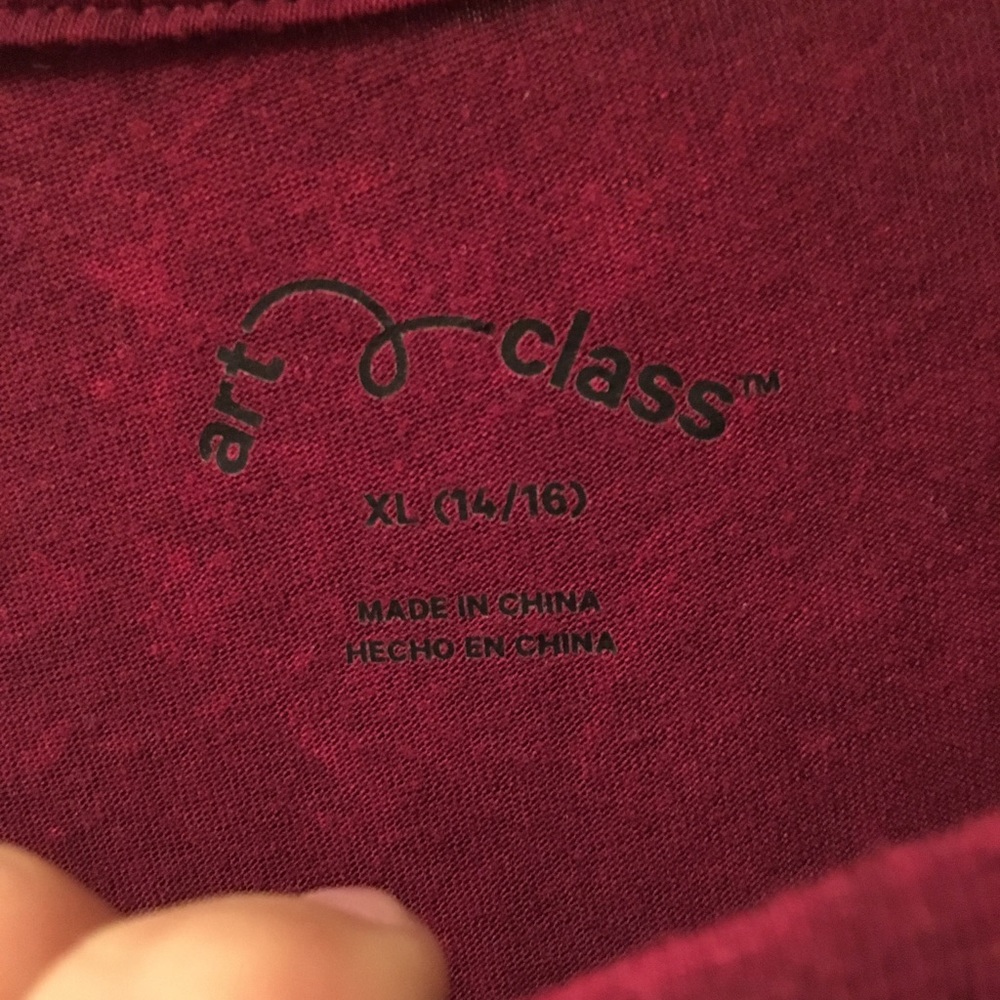 art class™
XL (14/16)
MADE IN CHINA
HECHO EN CHINA